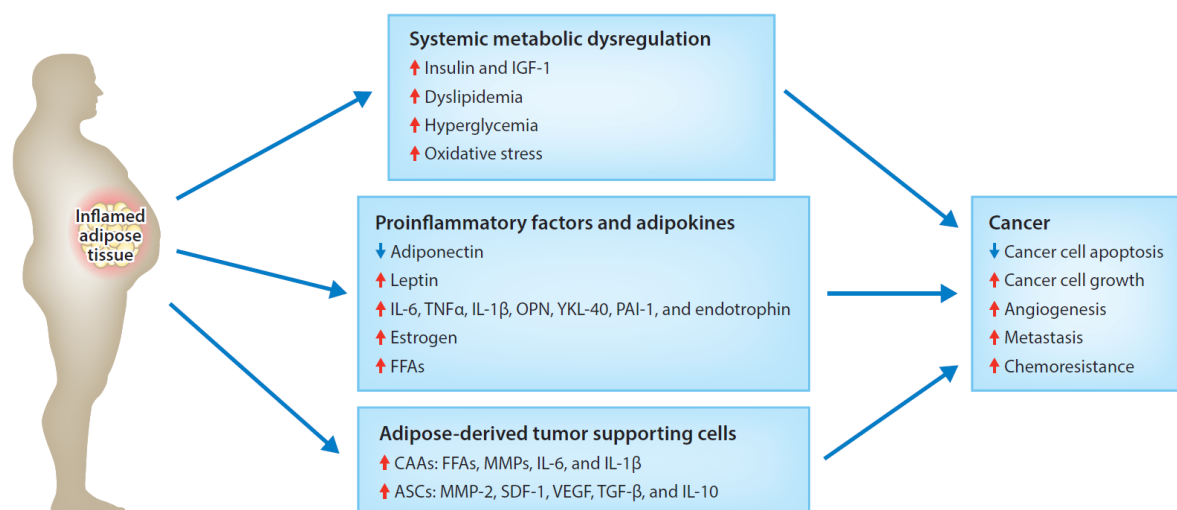 Inflamed
adipose
tissue
Systemic metabolic dysregulation
↑ Insulin and IGF-1
↑ Dyslipidemia
↑ Hyperglycemia
↑ Oxidative stress
Proinflammatory factors and adipokines
↓ Adiponectin
↑ Leptin
↑ IL-6, TNFα, IL-1β, OPN, YKL-40, PAI-1, and endotrophin
↑ Estrogen
↑ FFAs
Adipose-derived tumor supporting cells
↑ CAAs: FFAs, MMPs, IL-6, and IL-1β
↑ ASCs: MMP-2, SDF-1, VEGF, TGF-β, and IL-10
Cancer
↓ Cancer cell apoptosis
↑ Cancer cell growth
↑ Angiogenesis
↑ Metastasis
↑ Chemoresistance